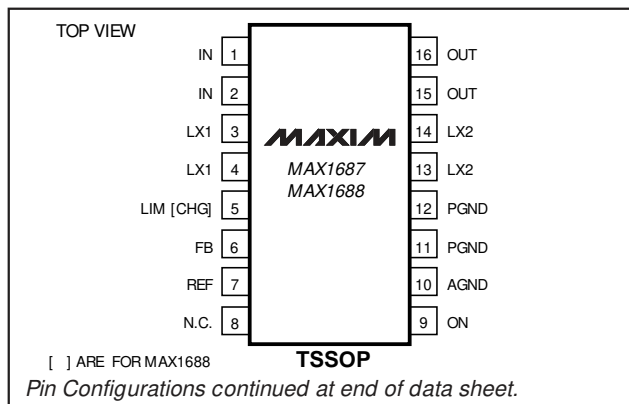 TOP VIEW
IN 1 16 OUT
IN 2 15 OUT
LX1 3 14 LX2
MAXIM
LX1 4 13 LX2
MAX1687
MAX1688
LIM [CHG] 5 12 PGND
FB 6 11 PGND
REF 7 10 AGND
N.C. 8 9 ON
[ ] ARE FOR MAX1688
TSSOP
Pin Configurations continued at end of data sheet.